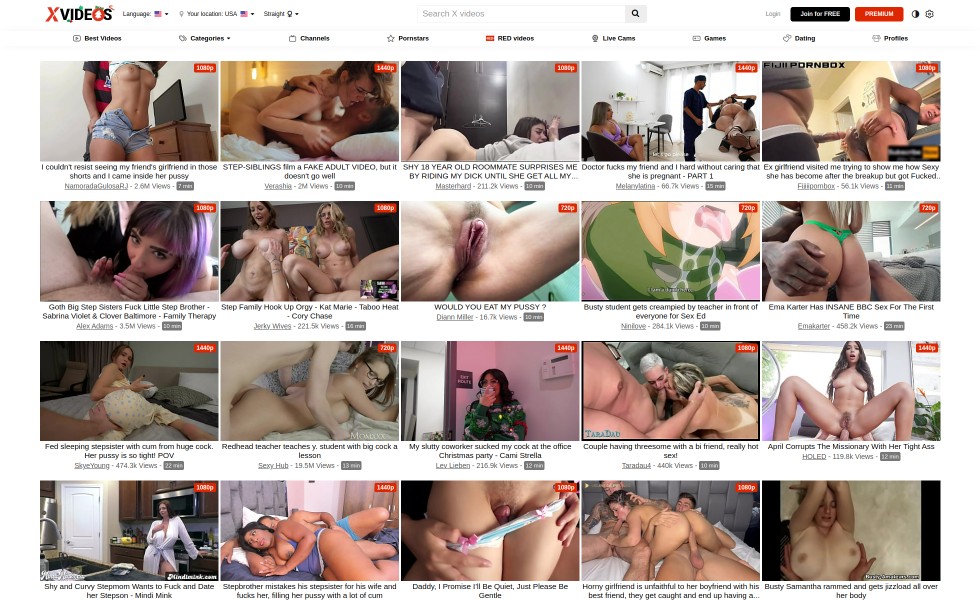 XVIDEOS
Language:
Your location: USA
Straight
Search X videos
Login
Join for FREE
PREMIUM
Best Videos
Categories
Channels
Pornstars
RED videos
Live Cams
Games
Dating
Profiles
1080p
I couldn't resist seeing my friend's girlfriend in those
shorts and I came inside her pussy
NamoradaGulosaRJ - 2.6M Views - 7 min
1440p
STEP-SIBLINGS film a FAKE ADULT VIDEO, but it
doesn't go well
Verashia - 2M Views - 10 min
1080p
SHY 18 YEAR OLD ROOMMATE SURPRISES ME
BY RIDING MY DICK UNTIL SHE GET ALL MY...
Masterhard - 211.2k Views - 10 min
1440p
Doctor fucks my friend and I hard without caring that
she is pregnant - PART 1
Melanylatina - 66.7k Views - 15 min
FIJII PORNBOX
1080p
Ex girlfriend visited me trying to show me how Sexy
she has become after the breakup but got Fucked..
Fiijiipornbox - 56.1k Views - 11 min
1080p
Goth Big Step Sisters Fuck Little Step Brother -
Sabrina Violet & Clover Baltimore - Family Therapy
Alex Adams - 3.5M Views - 10 min
1080p
Step Family Hook Up Orgy - Kat Marie - Taboo Heat
- Cory Chase
Jerky Wives - 221.5k Views - 16 min
720p
WOULD YOU EAT MY PUSSY ?
Diann Miller - 16.7k Views - 10 min
720p
Busty student gets creampied by teacher in front of
everyone for Sex Ed
Ninilove - 284.1k Views - 10 min
720p
Ema Karter Has INSANE BBC Sex For The First
Time
Emakarter - 458.2k Views - 23 min
1440p
Fed sleeping stepsister with cum from huge cock.
Her pussy is so tight! POV
SkyeYoung - 474.3k Views - 22 min
720p
Redhead teacher teaches y. student with big cock a
lesson
Sexy Hub - 19.5M Views - 13 min
1440p
EXIT
ROUTE
My slutty coworker sucked my cock at the office
Christmas party - Cami Strella
Lev Lieben - 216.9k Views - 12 min
1080p
TARADAU
Couple having threesome with a bi friend, really hot
sex!
Taradau4 - 440k Views - 10 min
1440p
April Corrupts The Missionary With Her Tight Ass
HOLED - 119.8k Views - 12 min
1080p
Mindimink.com
Shy and Curvy Stepmom Wants to Fuck and Date
her Stepson - Mindi Mink
1440p
Stepbrother mistakes his stepsister for his wife and
fucks her, filling her pussy with a lot of cum
1080p
Daddy, I Promise I'll Be Quiet, Just Please Be
Gentle
1080p
Horny girlfriend is unfaithful to her boyfriend with his
best friend, they get caught and end up having a...
Busty Samantha rammed and gets jizzload all over
her body